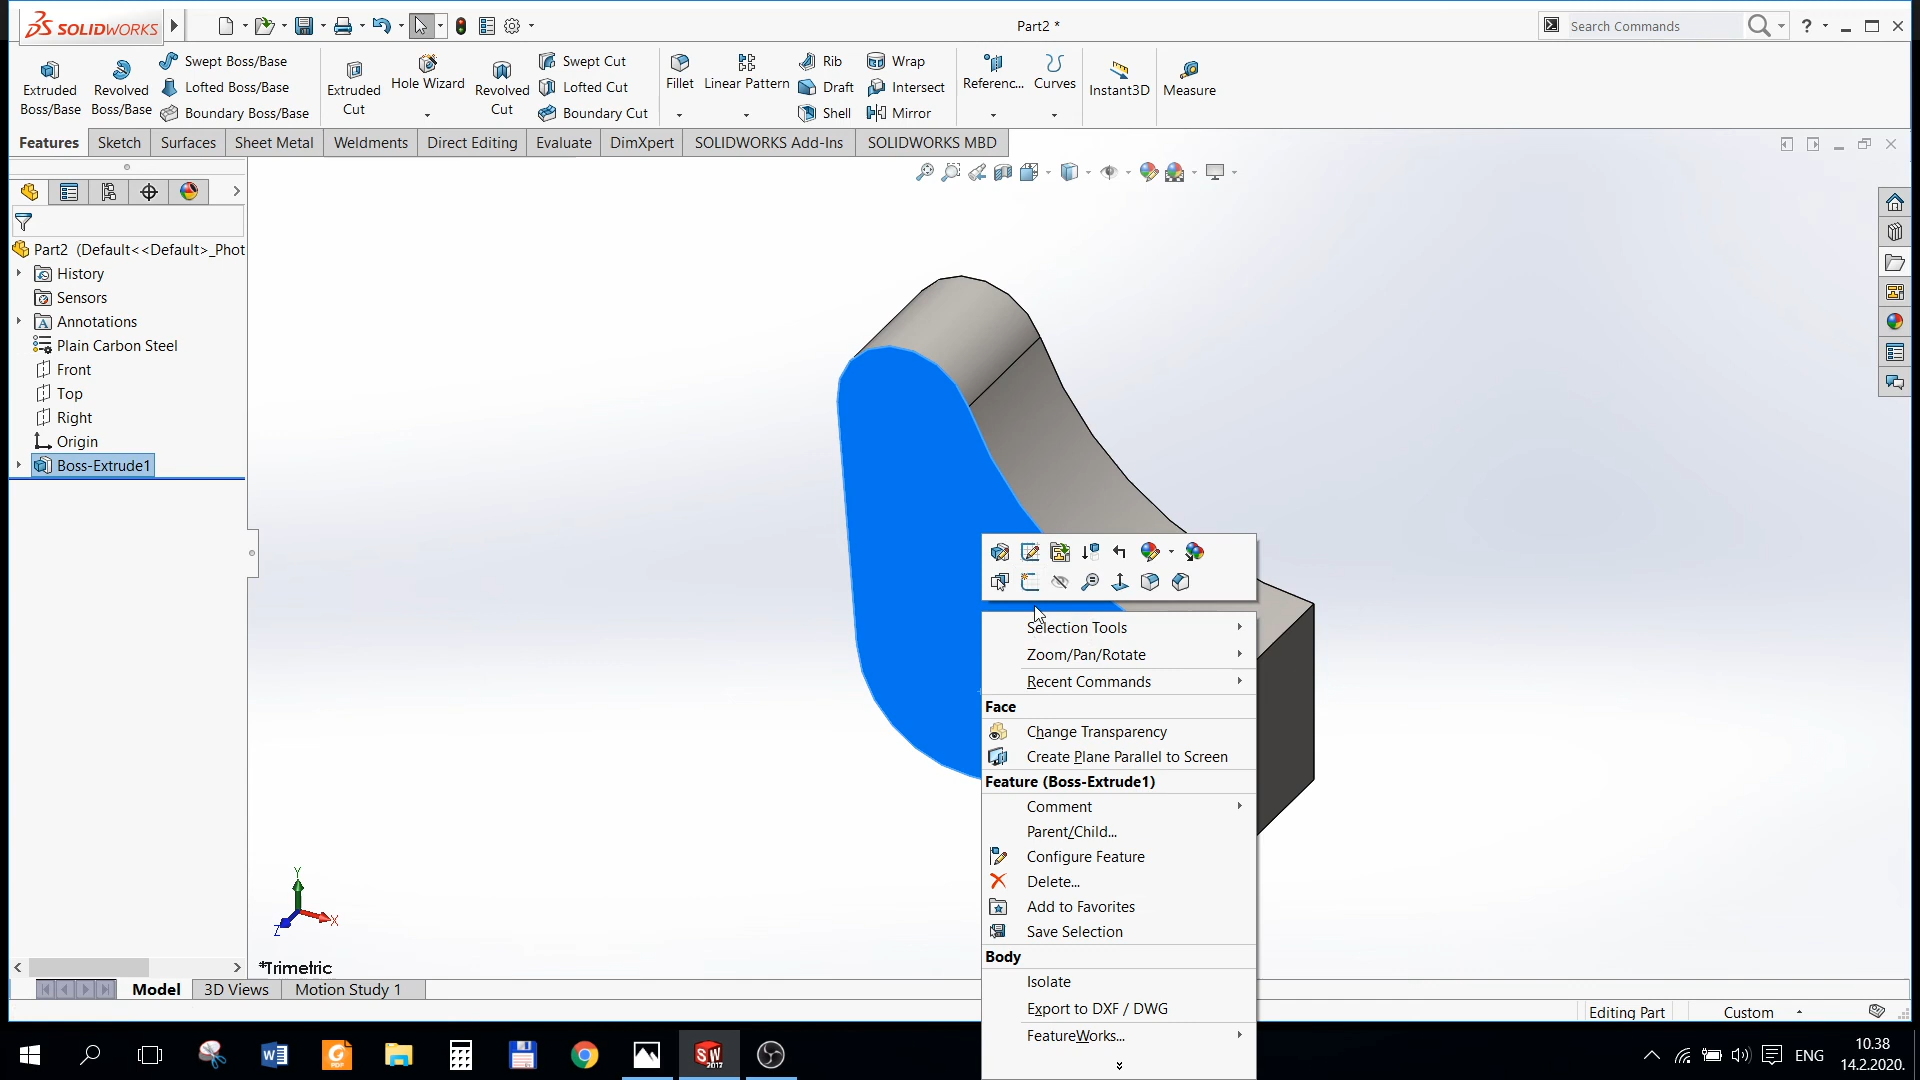 SOLIDWORKS
Part2 *
Search Commands
?
Extruded Boss/Base
Revolved Boss/Base
Swept Boss/Base
Lofted Boss/Base
Boundary Boss/Base
Extruded Cut
Hole Wizard
Revolved Cut
Swept Cut
Lofted Cut
Boundary Cut
Fillet
Linear Pattern
Rib
Draft
Shell
Wrap
Intersect
Mirror
Referenc...
Curves
Instant3D
Measure
Features
Sketch
Surfaces
Sheet Metal
Weldments
Direct Editing
Evaluate
DimXpert
SOLIDWORKS Add-Ins
SOLIDWORKS MBD
Part2 (Default<<Default>_Phot
History
Sensors
Annotations
Plain Carbon Steel
Front
Top
Right
Origin
Boss-Extrude1
Selection Tools
Zoom/Pan/Rotate
Recent Commands
Face
Change Transparency
Create Plane Parallel to Screen
Feature (Boss-Extrude1)
Comment
Parent/Child...
Configure Feature
Delete...
Add to Favorites
Save Selection
Body
Isolate
Export to DXF / DWG
FeatureWorks...
Y
X
Z
*Trimetric
Model
3D Views
Motion Study 1
Editing Part
Custom
SW
2017
ENG
10.38
14.2.2020.